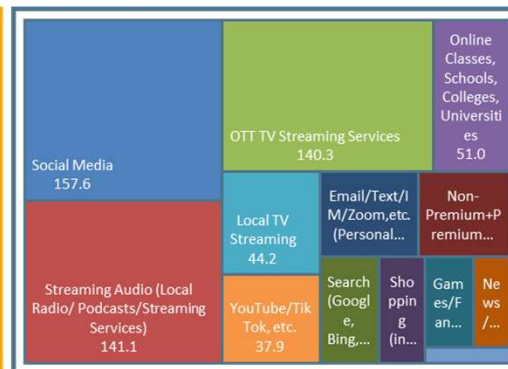 Social Media
157.6
Streaming Audio (Local
Radio/ Podcasts/Streaming
Services)
141.1
OTT TV Streaming Services
140.3
Online
Classes,
Schools,
Colleges,
Universiti
es
51.0
Local TV
Streaming
44.2
YouTube/Tik
Tok, etc.
37.9
Email/Text/I
M/Zoom,etc.
(Personal...
Non-
Premium+P
remium...
Search
(Googl
e,
Bing,...
Sho
ppin
g
(in...
Gam
es/F
an...
Ne
ws
/...